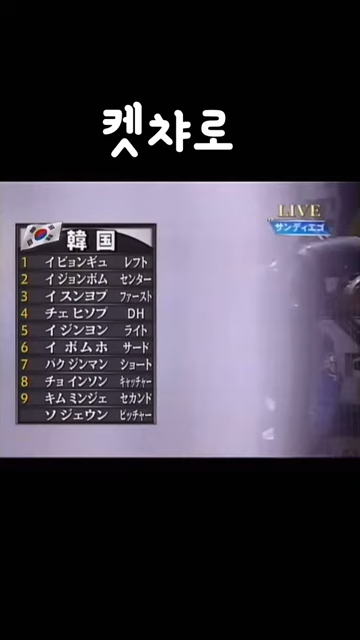 켓챠로
LIVE
サンディエゴ
韓国
1 イ ビョンギュ レフト
2 イ ジョンボム センター
3 イ スンヨプ ファースト
4 チェ ヒソプ DH
5 イ ジンヨン ライト
6 イ ボムホ サード
7 パク ジンマン ショート
8 チョ インソン キャッチャー
9 キム ミンジェ セカンド
ソ ジェウン ピッチャー